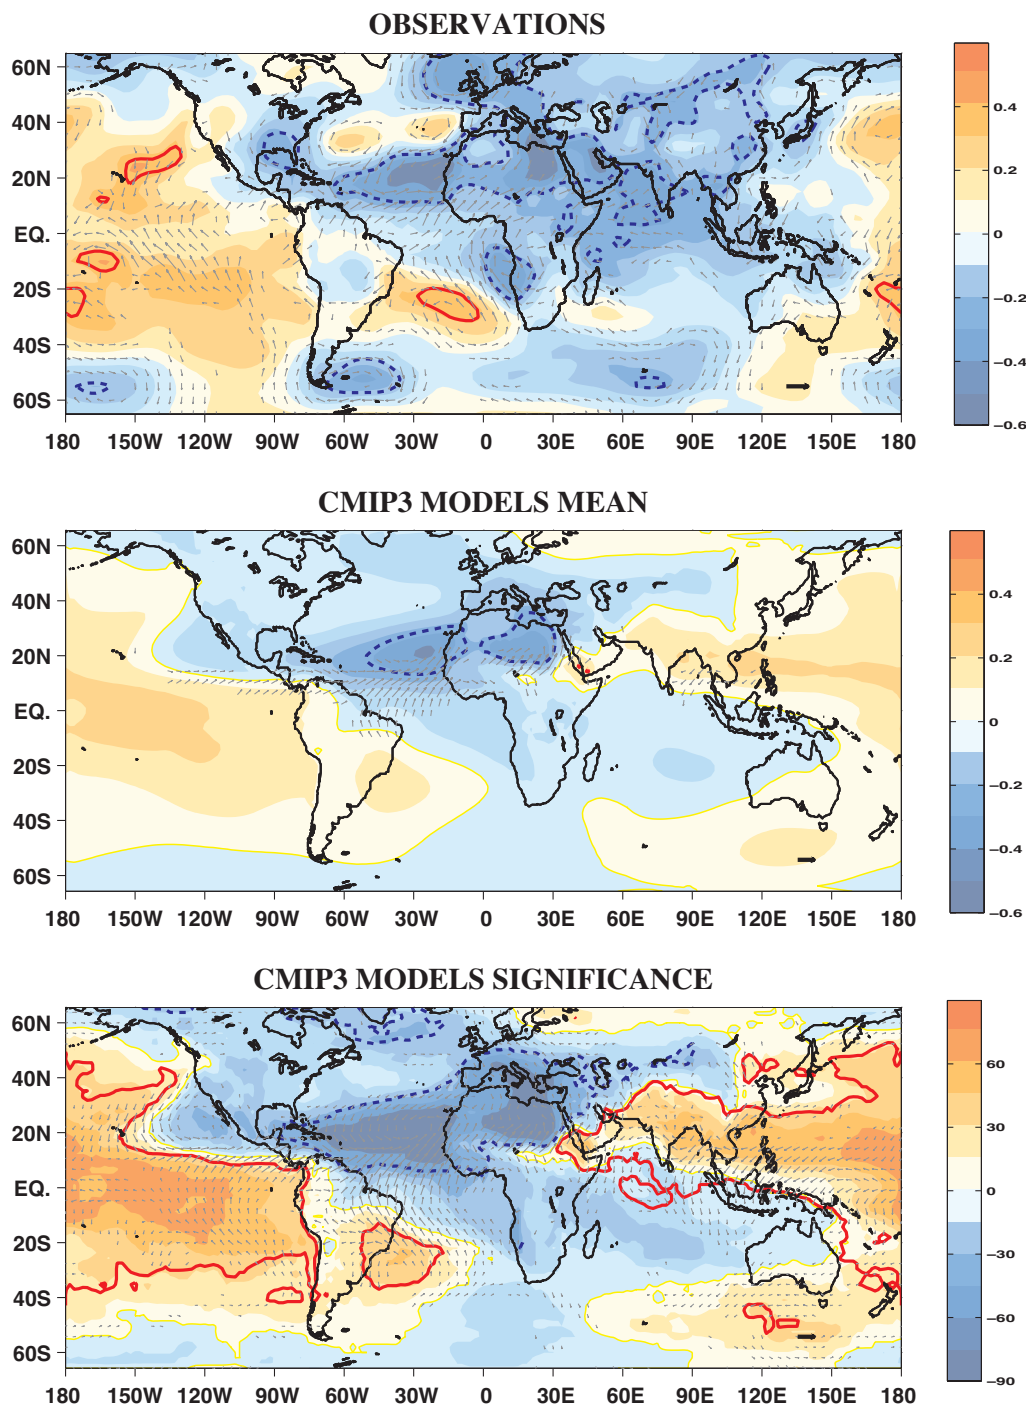 OBSERVATIONS
60N
40N
20N
EQ.
20S
40S
60S
180 150W 120W 90W 60W 30W 0 30E 60E 90E 120E 150E 180
0.4
0.2
0
−0.2
−0.4
−0.6
CMIP3 MODELS MEAN
60N
40N
20N
EQ.
20S
40S
60S
180 150W 120W 90W 60W 30W 0 30E 60E 90E 120E 150E 180
0.4
0.2
0
−0.2
−0.4
−0.6
CMIP3 MODELS SIGNIFICANCE
60N
40N
20N
EQ.
20S
40S
60S
180 150W 120W 90W 60W 30W 0 30E 60E 90E 120E 150E 180
60
30
0
−30
−60
−90